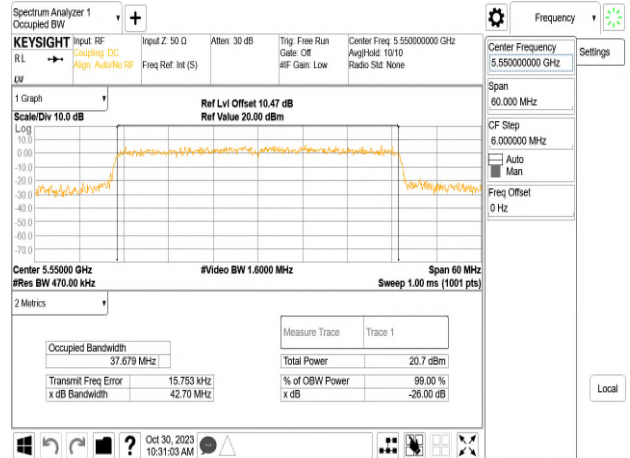 Spectrum Analyzer 1
Occupied BW
Frequency
KEYSIGHT
RL
Input: RF
Coupling: DC
Align: Auto/No RF
Input Z: 50 Ω
Freq Ref: Int (S)
Atten: 30 dB
Trig: Free Run
Gate: Off
#IF Gain: Low
Center Freq: 5.550000000 GHz
Avg|Hold: 10/10
Radio Std: None
Center Frequency
5.550000000 GHz
Settings
Span
60.000 MHz
CF Step
6.000000 MHz
Auto
Man
Freq Offset
0 Hz
Local
1 Graph
Scale/Div 10.0 dB
Ref Lvl Offset 10.47 dB
Ref Value 20.00 dBm
Log
10.0
0.00
-10.0
-20.0
-30.0
-40.0
-50.0
-60.0
-70.0
Center 5.55000 GHz
#Video BW 1.6000 MHz
Span 60 MHz
#Res BW 470.00 kHz
Sweep 1.00 ms (1001 pts)
2 Metrics
Measure Trace
Trace 1
Occupied Bandwidth
37.679 MHz
Total Power
20.7 dBm
Transmit Freq Error
15.753 kHz
% of OBW Power
99.00 %
x dB Bandwidth
42.70 MHz
x dB
-26.00 dB
?
Oct 30, 2023
10:31:03 AM